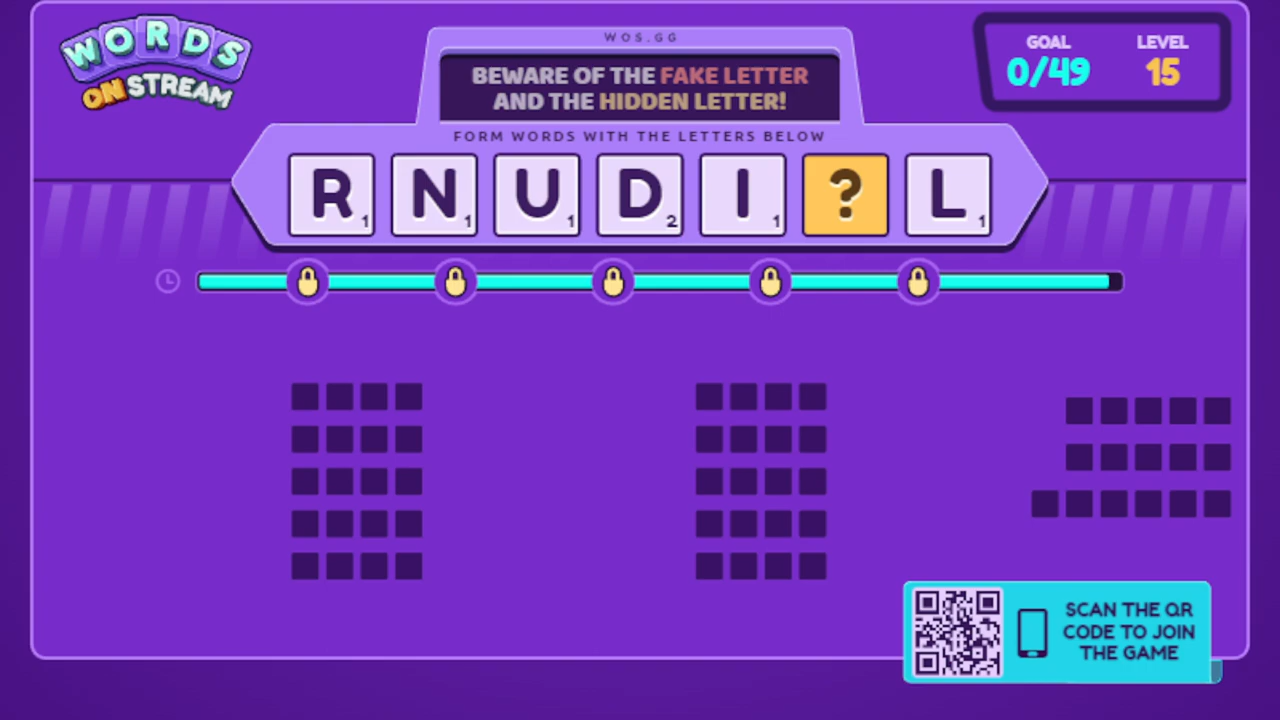 WORDS
ON STREAM
WOS.GG
BEWARE OF THE FAKE LETTER
AND THE HIDDEN LETTER!
GOAL
0/49
LEVEL
15
FORM WORDS WITH THE LETTERS BELOW
R1 N1 U1 D2 I1 ? L1
SCAN THE QR
CODE TO JOIN
THE GAME